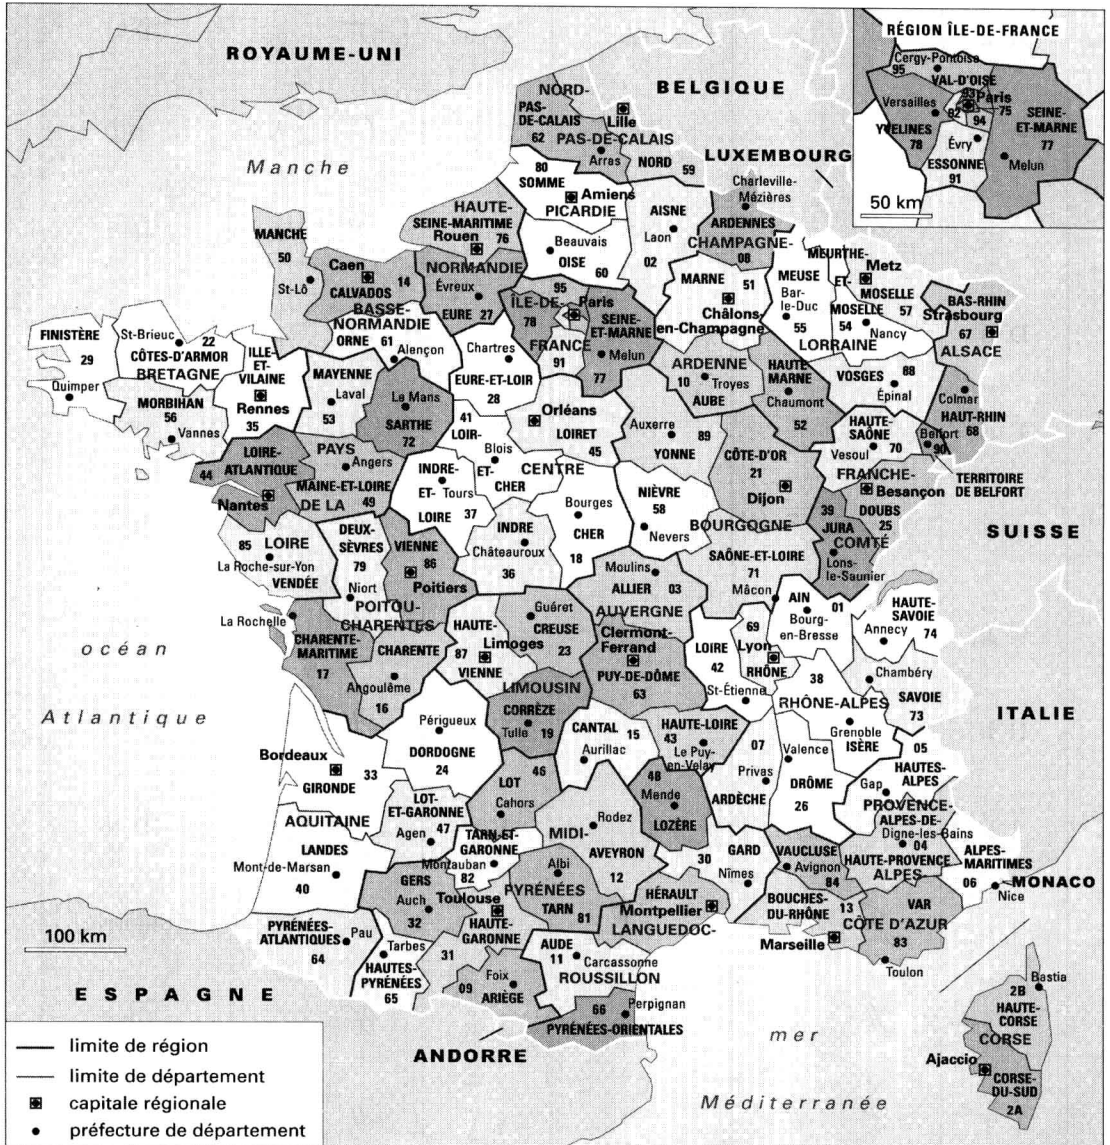 ROYAUME-UNI
BELGIQUE
LUXEMBOURG
SUISSE
ITALIE
MONACO
ESPAGNE
ANDORRE
Manche
océan
Atlantique
mer
Méditerranée
RÉGION ÎLE-DE-FRANCE
Cergy-Pontoise
95
VAL-D'OISE
93
Paris
75
Versailles
92
94
SEINE-
ET-MARNE
77
YVELINES
78
Évry
ESSONNE
91
Melun
50 km
NORD-
PAS-
DE-CALAIS
62
Lille
PAS-DE-CALAIS
Arras
NORD
59
80
SOMME
Amiens
PICARDIE
AISNE
Laon
02
Beauvais
OISE
60
Charleville-
Mézières
ARDENNES
CHAMPAGNE-
08
HAUTE-
SEINE-MARITIME
Rouen
76
NORMANDIE
Évreux
EURE
27
MANCHE
50
St-Lô
Caen
14
CALVADOS
BASSE-
NORMANDIE
ORNE
61
Alençon
95
ÎLE-DE-
Paris
78
SEINE-
ET-MARNE
FRANCE
91
Melun
77
MARNE
51
Châlons
en-Champagne
MEUSE
Bar-
le-Duc
55
MEURTHE-
ET-
MOSELLE
54
Nancy
Metz
MOSELLE
57
LORRAINE
BAS-RHIN
Strasbourg
67
ALSACE
Colmar
HAUT-RHIN
68
VOSGES
88
Épinal
ARDENNE
10
Troyes
AUBE
HAUTE-
MARNE
Chaumont
52
FINISTÈRE
29
Quimper
St-Brieuc
22
CÔTES-D'ARMOR
BRETAGNE
MORBIHAN
56
Vannes
ILLE-
ET-
VILAINE
Rennes
35
MAYENNE
Laval
53
Le Mans
SARTHE
72
Chartres
EURE-ET-LOIR
28
41
LOIR-
Blois
ET-
CHER
Orléans
LOIRET
45
Auxerre
89
YONNE
CÔTE-D'OR
21
Dijon
HAUTE-
SAÔNE
Vesoul
70
Belfort
90
TERRITOIRE
DE BELFORT
FRANCHE-
Besançon
DOUBS
25
39
JURA
COMTÉ
Lons-
le-Saunier
LOIRE-
ATLANTIQUE
44
Nantes
PAYS
Angers
MAINE-ET-LOIRE
DE LA
49
LOIRE
85
La Roche-sur-Yon
VENDÉE
INDRE-
ET-
Tours
LOIRE
37
CENTRE
Bourges
CHER
18
INDRE
Châteauroux
36
NIÈVRE
58
Nevers
BOURGOGNE
SAÔNE-ET-LOIRE
71
Mâcon
DEUX-
SÈVRES
79
Niort
VIENNE
86
Poitiers
POITOU-
CHARENTES
La Rochelle
CHARENTE-
MARITIME
17
CHARENTE
Angoulême
16
HAUTE-
87
Limoges
VIENNE
Guéret
CREUSE
23
LIMOUSIN
CORRÈZE
Tulle
19
Moulins
ALLIER
03
AUVERGNE
Clermont-
Ferrand
PUY-DE-DÔME
63
CANTAL
15
Aurillac
HAUTE-LOIRE
43
Le Puy-
en-Velay
AIN
01
Bourg-
en-Bresse
HAUTE-
SAVOIE
Annecy
74
69
Lyon
RHÔNE
LOIRE
42
St-Étienne
Chambéry
SAVOIE
73
38
RHÔNE-ALPES
Grenoble
ISÈRE
07
Privas
ARDÈCHE
Valence
DRÔME
26
05
HAUTES-
ALPES
Gap
Bordeaux
33
GIRONDE
Périgueux
DORDOGNE
24
LOT-
ET-GARONNE
47
Agen
AQUITAINE
LANDES
Mont-de-Marsan
40
PYRÉNÉES-
ATLANTIQUES
Pau
64
46
LOT
Cahors
TARN-ET-
GARONNE
Montauban
82
MIDI-
Rodez
AVEYRON
12
PYRÉNÉES
Albi
TARN
81
GERS
Auch
32
Toulouse
HAUTE-
GARONNE
31
Tarbes
HAUTES-
PYRÉNÉES
65
Foix
09
ARIÈGE
48
Mende
LOZÈRE
30
GARD
Nîmes
HÉRAULT
Montpellier
LANGUEDOC-
AUDE
11
Carcassonne
ROUSSILLON
66
Perpignan
PYRÉNÉES-ORIENTALES
PROVENCE-
ALPES-DE-
Digne-les-Bains
04
HAUTE-PROVENCE
ALPES
VAUCLUSE
Avignon
84
BOUCHES-
DU-RHÔNE
13
Marseille
CÔTE D'AZUR
VAR
83
Toulon
ALPES-
MARITIMES
06
Nice
Bastia
2B
HAUTE-
CORSE
CORSE
Ajaccio
CORSE-
DU-SUD
2A
100 km
limite de région
limite de département
capitale régionale
préfecture de département